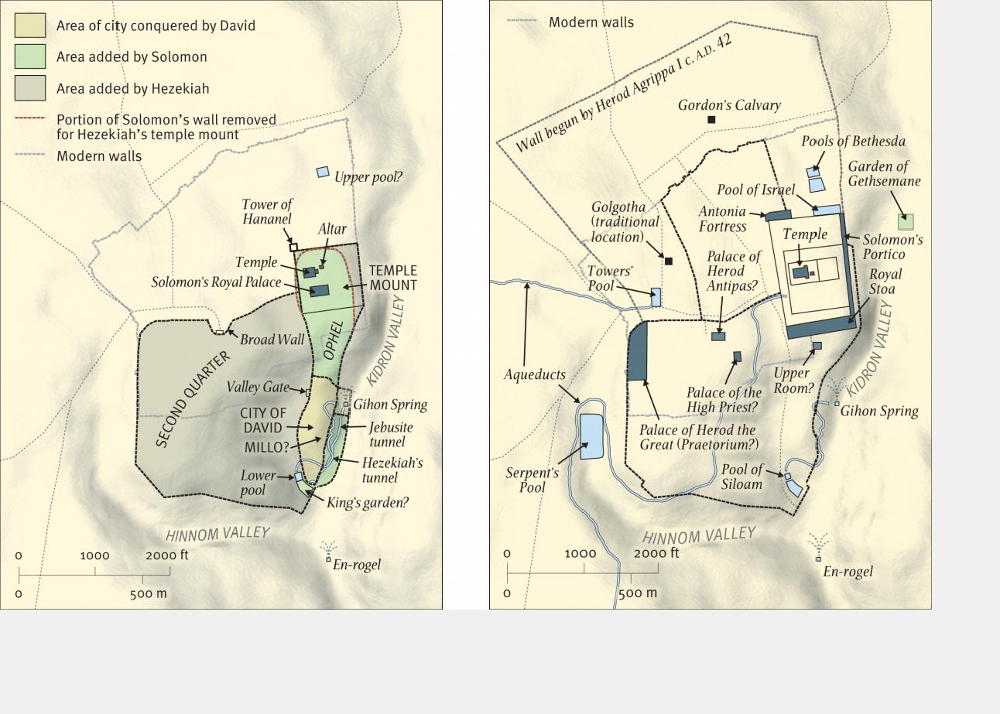 Area of city conquered by David
Area added by Solomon
Area added by Hezekiah
Portion of Solomon's wall removed
for Hezekiah's temple mount
Modern walls
Upper pool?
Tower of
Hananel
Altar
Temple
Solomon's Royal Palace
TEMPLE
MOUNT
Broad Wall
OPHEL
KIDRON VALLEY
SECOND QUARTER
Valley Gate
Gihon Spring
CITY OF
DAVID
Jebusite
tunnel
MILLO?
Hezekiah's
tunnel
Lower
pool
King's garden?
HINNOM VALLEY
0 1000 2000 ft
0 500 m
En-rogel
Modern walls
Wall begun by Herod Agrippa I c. A.D. 42
Gordon's Calvary
Pools of Bethesda
Garden of
Gethsemane
Pool of Israel
Golgotha
(traditional
location)
Antonia
Fortress
Temple
Solomon's
Portico
Palace of
Herod
Antipas?
Towers'
Pool
Royal
Stoa
KIDRON VALLEY
Aqueducts
Upper
Room?
Palace of the
High Priest?
Gihon Spring
Palace of Herod the
Great (Praetorium?)
Serpent's
Pool
Pool of
Siloam
HINNOM VALLEY
0 1000 2000 ft
0 500 m
En-rogel